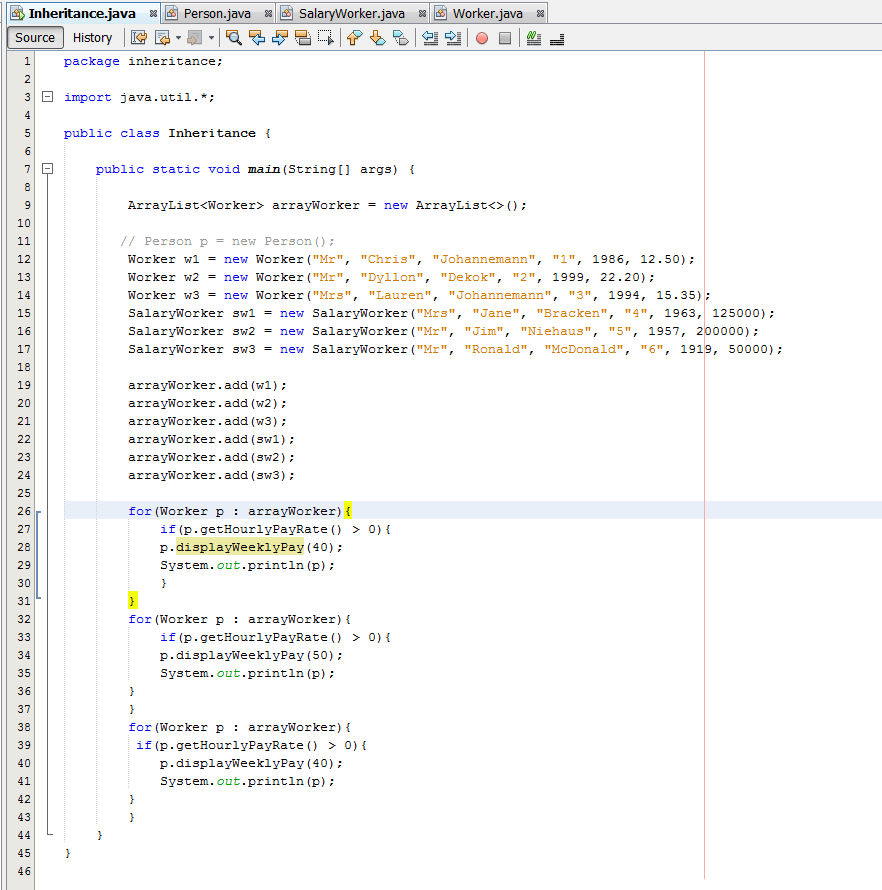 Inheritance.java Person.java SalaryWorker.java Worker.java
Source History
1 package inheritance;
2
3 import java.util.*;
4
5 public class Inheritance {
6
7 public static void main(String[] args) {
8
9 ArrayList<Worker> arrayWorker = new ArrayList<>();
10
11 // Person p = new Person();
12 Worker w1 = new Worker("Mr", "Chris", "Johannemann", "1", 1986, 12.50);
13 Worker w2 = new Worker("Mr", "Dyllon", "Dekok", "2", 1999, 22.20);
14 Worker w3 = new Worker("Mrs", "Lauren", "Johannemann", "3", 1994, 15.35);
15 SalaryWorker sw1 = new SalaryWorker("Mrs", "Jane", "Bracken", "4", 1963, 125000);
16 SalaryWorker sw2 = new SalaryWorker("Mr", "Jim", "Niehaus", "5", 1957, 200000);
17 SalaryWorker sw3 = new SalaryWorker("Mr", "Ronald", "McDonald", "6", 1919, 50000);
18
19 arrayWorker.add(w1);
20 arrayWorker.add(w2);
21 arrayWorker.add(w3);
22 arrayWorker.add(sw1);
23 arrayWorker.add(sw2);
24 arrayWorker.add(sw3);
25
26 for(Worker p : arrayWorker){
27 if(p.getHourlyPayRate() > 0){
28 p.displayWeeklyPay(40);
29 System.out.println(p);
30 }
31 }
32 for(Worker p : arrayWorker){
33 if(p.getHourlyPayRate() > 0){
34 p.displayWeeklyPay(50);
35 System.out.println(p);
36 }
37 }
38 for(Worker p : arrayWorker){
39 if(p.getHourlyPayRate() > 0){
40 p.displayWeeklyPay(40);
41 System.out.println(p);
42 }
43 }
44 }
45 }
46